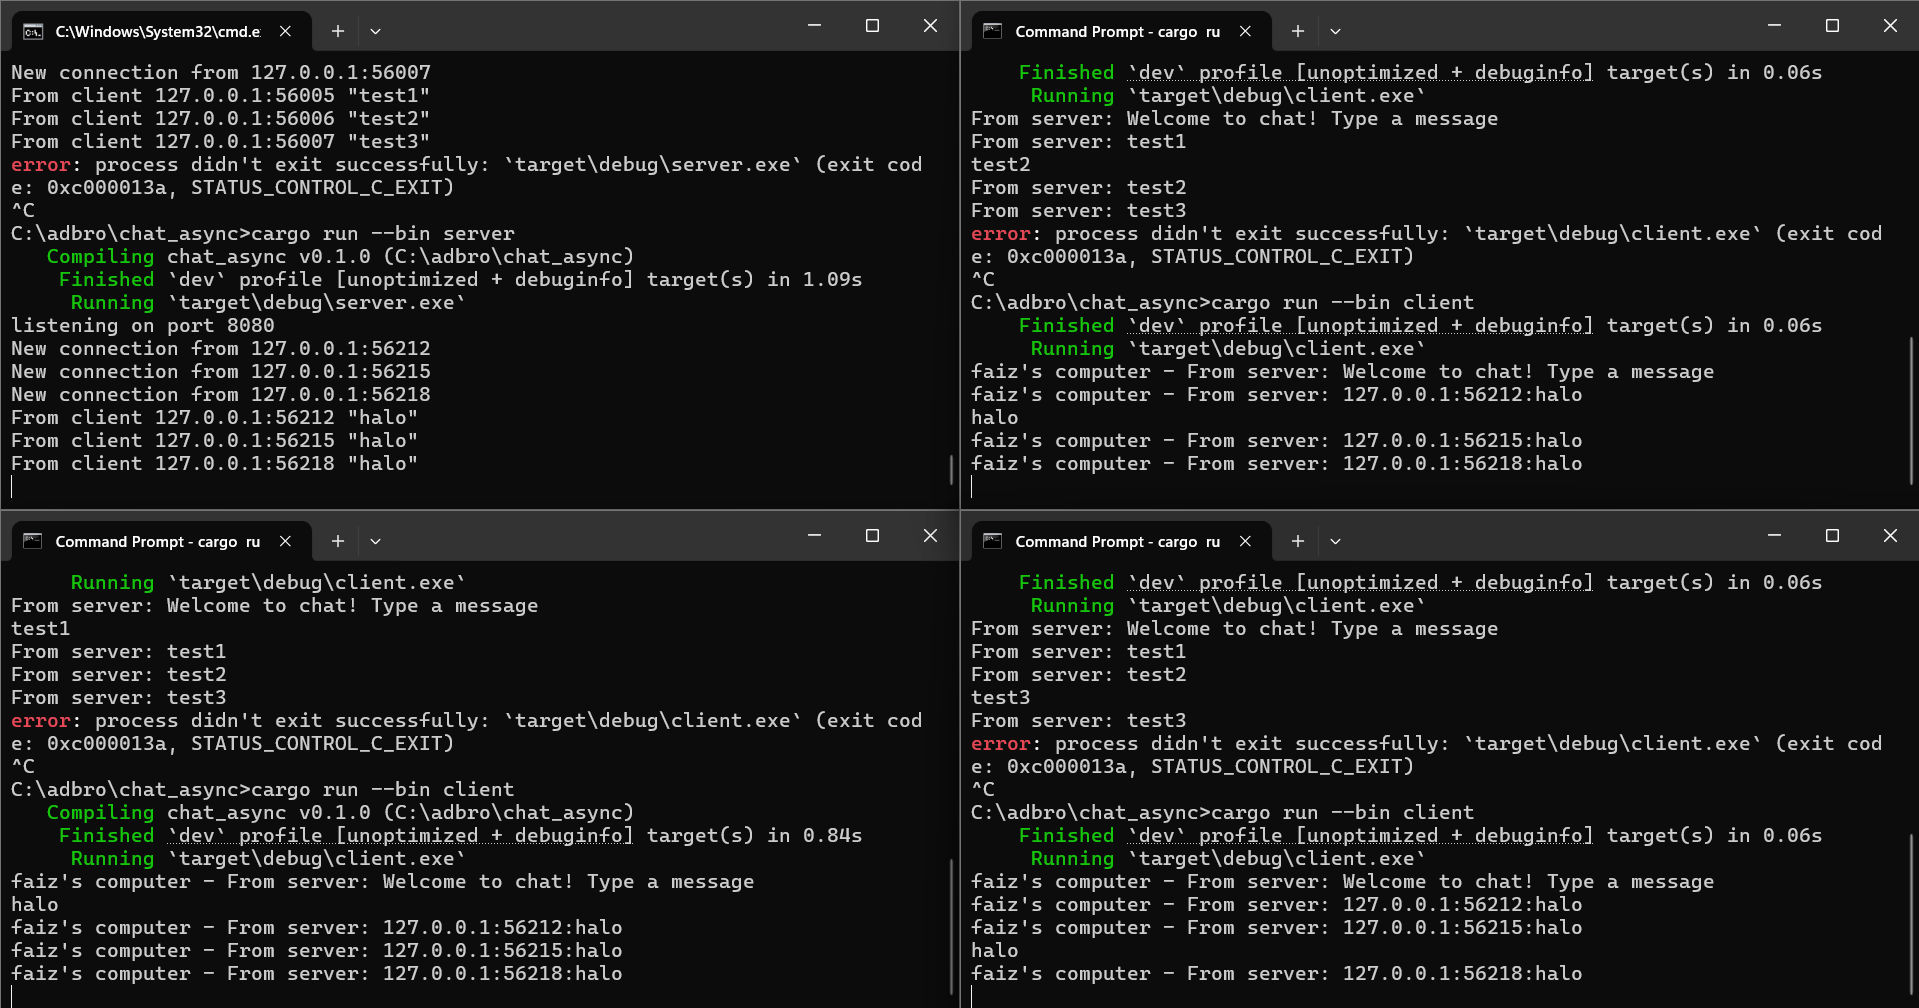 C:\Windows\System32\cmd.e
New connection from 127.0.0.1:56007
From client 127.0.0.1:56005 "test1"
From client 127.0.0.1:56006 "test2"
From client 127.0.0.1:56007 "test3"
error: process didn't exit successfully: `target\debug\server.exe` (exit cod
e: 0xc000013a, STATUS_CONTROL_C_EXIT)
^C
C:\adbro\chat_async>cargo run --bin server
Compiling chat_async v0.1.0 (C:\adbro\chat_async)
Finished `dev` profile [unoptimized + debuginfo] target(s) in 1.09s
Running `target\debug\server.exe`
listening on port 8080
New connection from 127.0.0.1:56212
New connection from 127.0.0.1:56215
New connection from 127.0.0.1:56218
From client 127.0.0.1:56212 "halo"
From client 127.0.0.1:56215 "halo"
From client 127.0.0.1:56218 "halo"
Command Prompt - cargo  ru
Finished `dev` profile [unoptimized + debuginfo] target(s) in 0.06s
Running `target\debug\client.exe`
From server: Welcome to chat! Type a message
From server: test1
test2
From server: test2
From server: test3
error: process didn't exit successfully: `target\debug\client.exe` (exit cod
e: 0xc000013a, STATUS_CONTROL_C_EXIT)
^C
C:\adbro\chat_async>cargo run --bin client
Finished `dev` profile [unoptimized + debuginfo] target(s) in 0.06s
Running `target\debug\client.exe`
faiz's computer - From server: Welcome to chat! Type a message
faiz's computer - From server: 127.0.0.1:56212:halo
halo
faiz's computer - From server: 127.0.0.1:56215:halo
faiz's computer - From server: 127.0.0.1:56218:halo
Command Prompt - cargo  ru
Running `target\debug\client.exe`
From server: Welcome to chat! Type a message
test1
From server: test1
From server: test2
From server: test3
error: process didn't exit successfully: `target\debug\client.exe` (exit cod
e: 0xc000013a, STATUS_CONTROL_C_EXIT)
^C
C:\adbro\chat_async>cargo run --bin client
Compiling chat_async v0.1.0 (C:\adbro\chat_async)
Finished `dev` profile [unoptimized + debuginfo] target(s) in 0.84s
Running `target\debug\client.exe`
faiz's computer - From server: Welcome to chat! Type a message
halo
faiz's computer - From server: 127.0.0.1:56212:halo
faiz's computer - From server: 127.0.0.1:56215:halo
faiz's computer - From server: 127.0.0.1:56218:halo
Command Prompt - cargo  ru
Finished `dev` profile [unoptimized + debuginfo] target(s) in 0.06s
Running `target\debug\client.exe`
From server: Welcome to chat! Type a message
From server: test1
From server: test2
test3
From server: test3
error: process didn't exit successfully: `target\debug\client.exe` (exit cod
e: 0xc000013a, STATUS_CONTROL_C_EXIT)
^C
C:\adbro\chat_async>cargo run --bin client
Finished `dev` profile [unoptimized + debuginfo] target(s) in 0.06s
Running `target\debug\client.exe`
faiz's computer - From server: Welcome to chat! Type a message
faiz's computer - From server: 127.0.0.1:56212:halo
faiz's computer - From server: 127.0.0.1:56215:halo
halo
faiz's computer - From server: 127.0.0.1:56218:halo